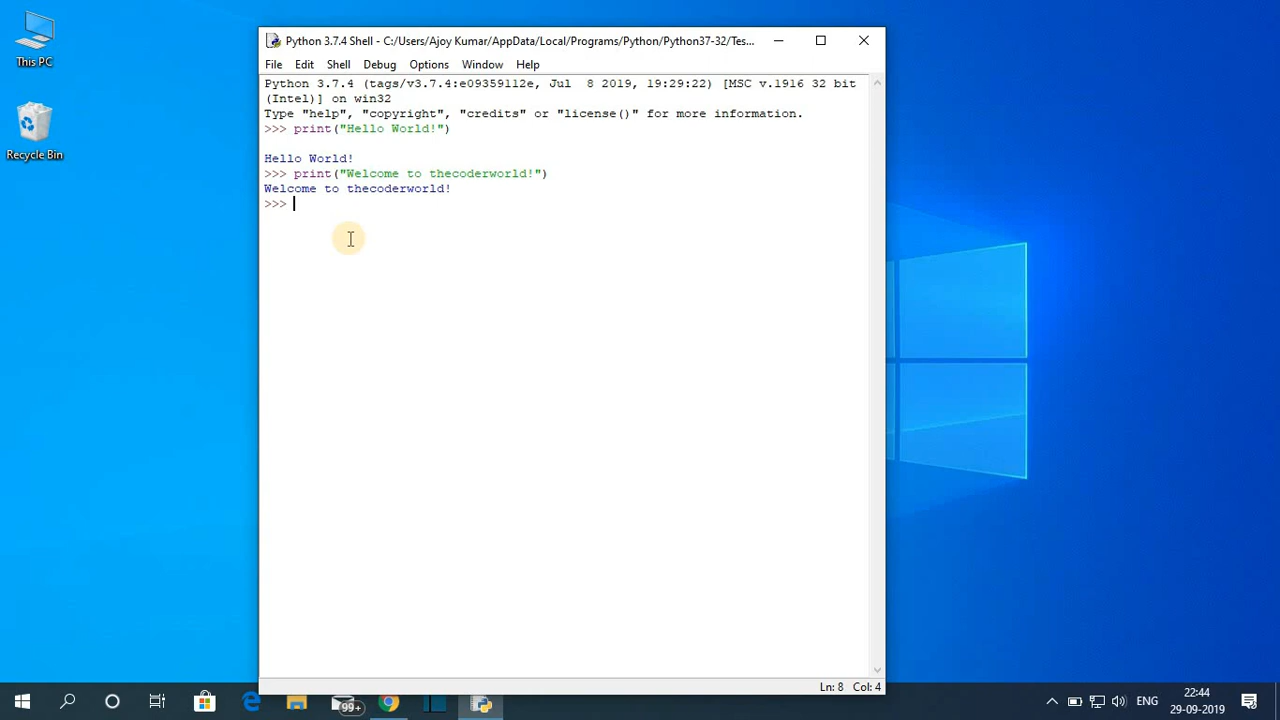 This PC
Recycle Bin
Python 3.7.4 Shell - C:/Users/Ajoy Kumar/AppData/Local/Programs/Python/Python37-32/Tes...
File Edit Shell Debug Options Window Help
Python 3.7.4 (tags/v3.7.4:e09359112e, Jul  8 2019, 19:29:22) [MSC v.1916 32 bit
(Intel)] on win32
Type "help", "copyright", "credits" or "license()" for more information.
>>> print("Hello World!")
Hello World!
>>> print("Welcome to thecoderworld!")
Welcome to thecoderworld!
>>>
Ln: 8 Col: 4
99+
ENG
22:44
29-09-2019